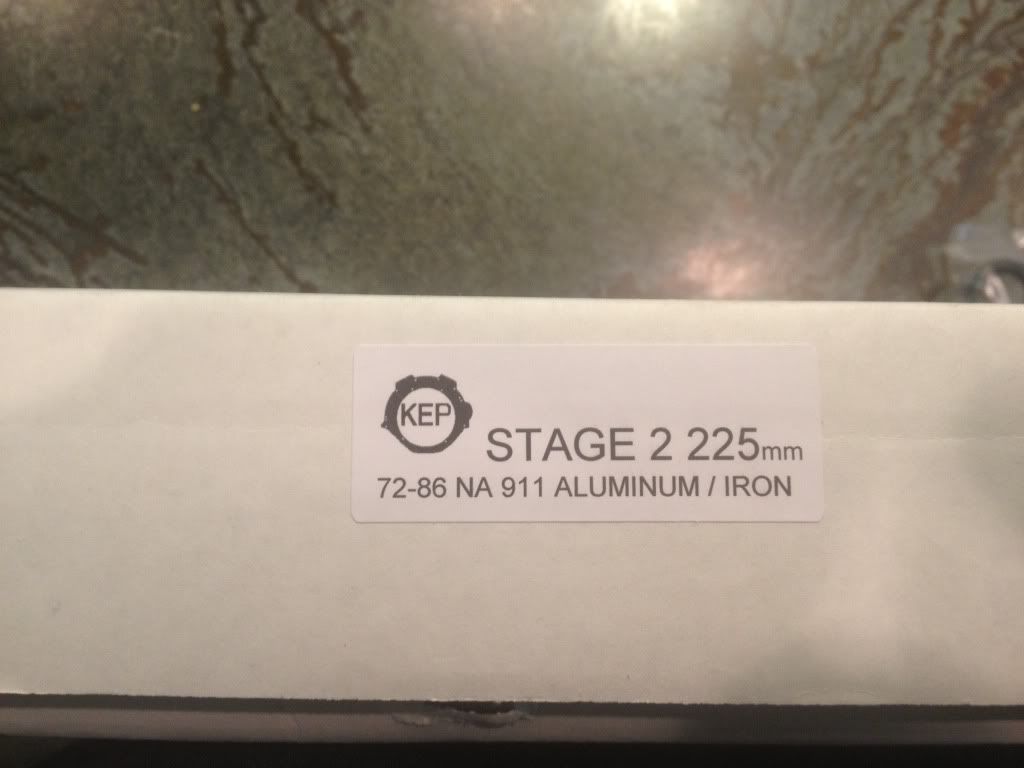 KEP
STAGE 2 225mm
72-86 NA 911 ALUMINUM / IRON